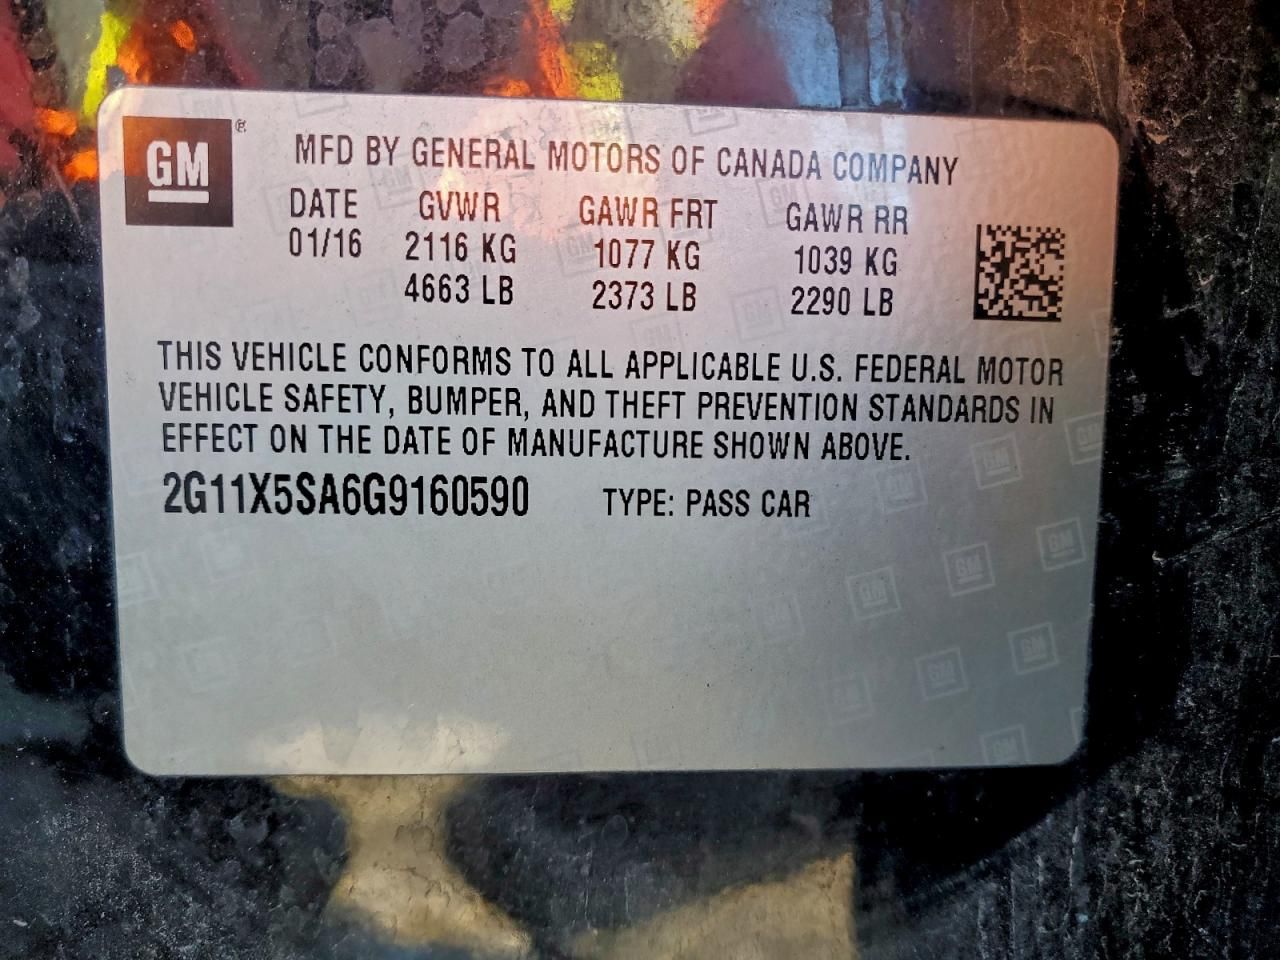 GM
MFD BY GENERAL MOTORS OF CANADA COMPANY
DATE GVWR GAWR FRT GAWR RR
01/16 2116 KG 1077 KG 1039 KG
4663 LB 2373 LB 2290 LB
THIS VEHICLE CONFORMS TO ALL APPLICABLE U.S. FEDERAL MOTOR
VEHICLE SAFETY, BUMPER, AND THEFT PREVENTION STANDARDS IN
EFFECT ON THE DATE OF MANUFACTURE SHOWN ABOVE.
2G11X5SA6G9160590 TYPE: PASS CAR